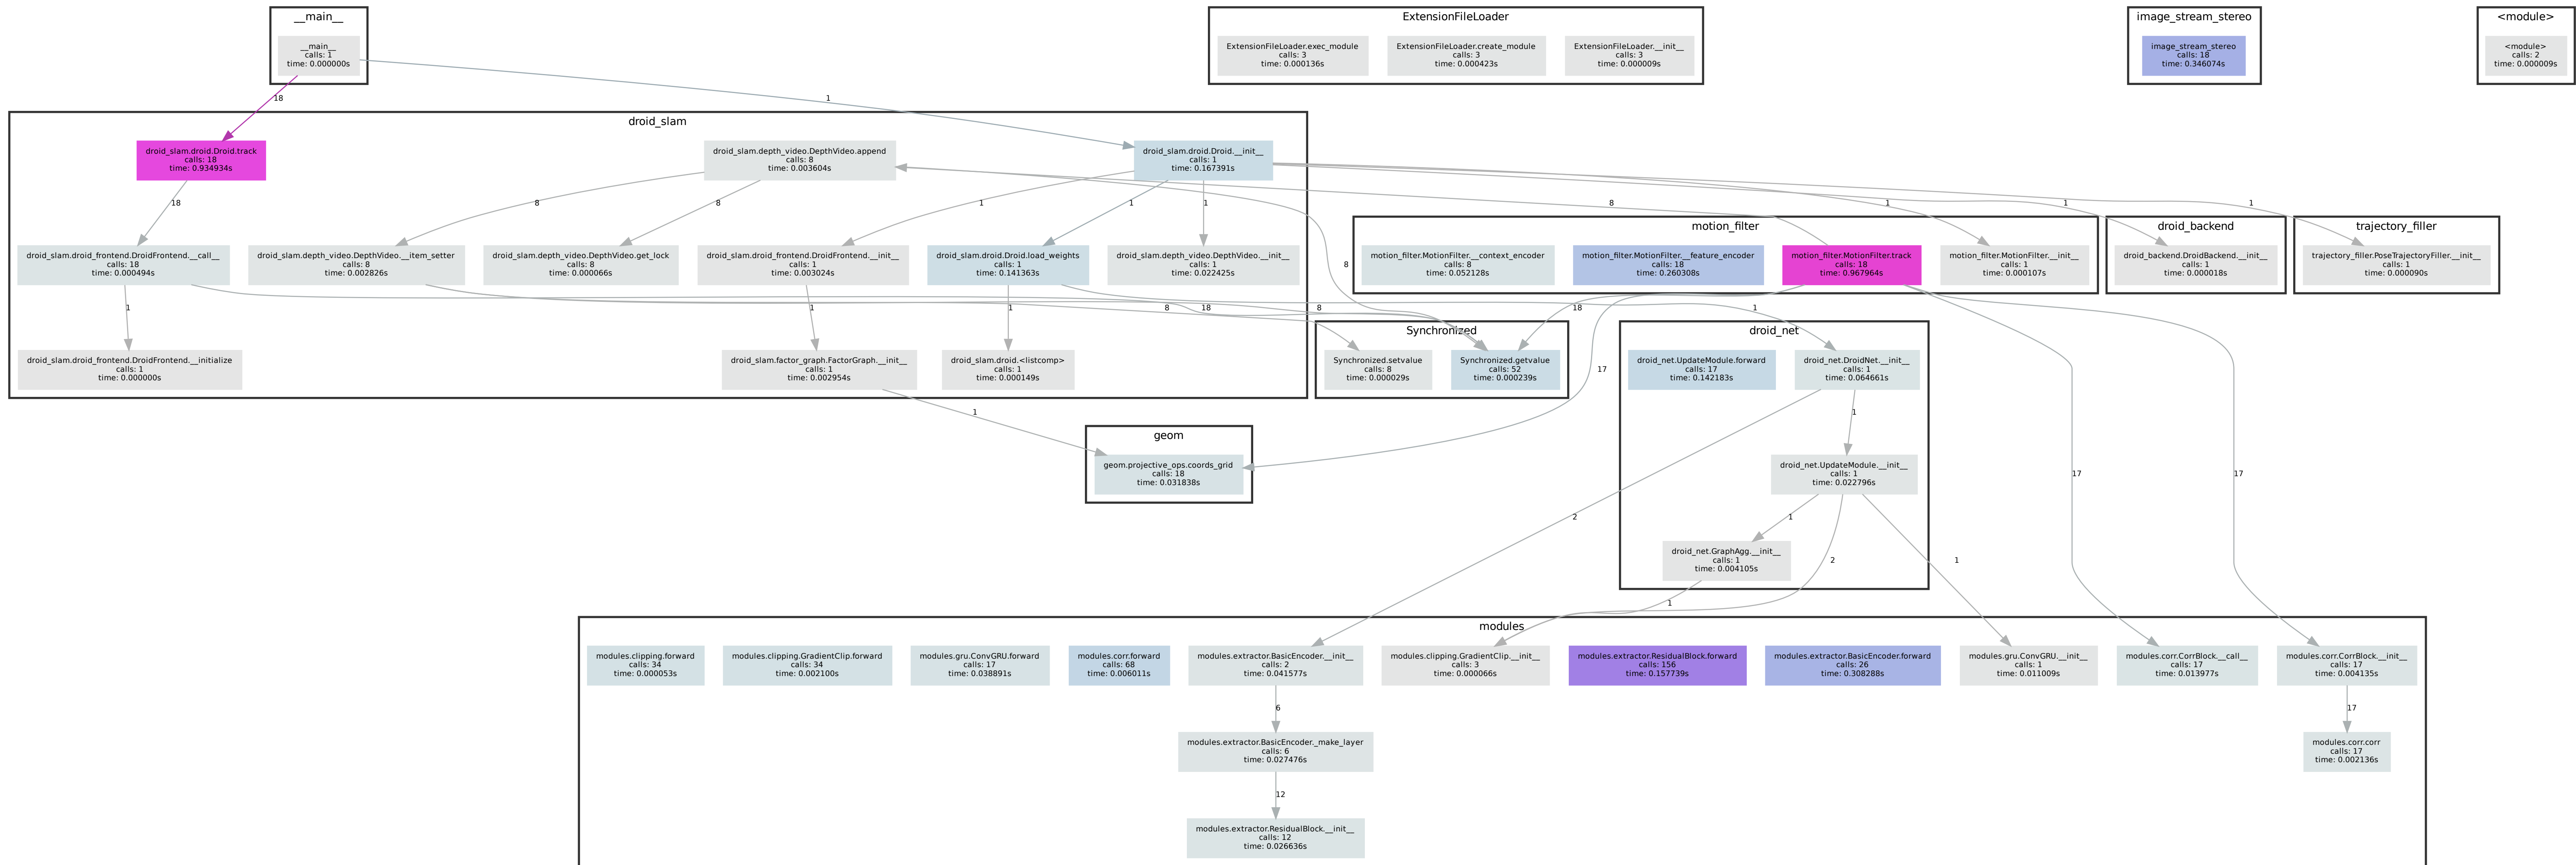 __main__
__main__
calls: 1
time: 0.000000s
ExtensionFileLoader
ExtensionFileLoader.exec_module
calls: 3
time: 0.000136s
ExtensionFileLoader.create_module
calls: 3
time: 0.000423s
ExtensionFileLoader.__init__
calls: 3
time: 0.000009s
image_stream_stereo
image_stream_stereo
calls: 18
time: 0.346074s
<module>
<module>
calls: 2
time: 0.000009s
18
1
droid_slam
droid_slam.droid.Droid.track
calls: 18
time: 0.934934s
droid_slam.depth_video.DepthVideo.append
calls: 8
time: 0.003604s
droid_slam.droid.Droid.__init__
calls: 1
time: 0.167391s
18
8
8
1
1
1
8
1
1
1
droid_slam.droid_frontend.DroidFrontend.__call__
calls: 18
time: 0.000494s
droid_slam.depth_video.DepthVideo.__item_setter
calls: 8
time: 0.002826s
droid_slam.depth_video.DepthVideo.get_lock
calls: 8
time: 0.000066s
droid_slam.droid_frontend.DroidFrontend.__init__
calls: 1
time: 0.003024s
droid_slam.droid.Droid.load_weights
calls: 1
time: 0.141363s
droid_slam.depth_video.DepthVideo.__init__
calls: 1
time: 0.022425s
8
motion_filter
motion_filter.MotionFilter.__context_encoder
calls: 8
time: 0.052128s
motion_filter.MotionFilter.__feature_encoder
calls: 18
time: 0.260308s
motion_filter.MotionFilter.track
calls: 18
time: 0.967964s
motion_filter.MotionFilter.__init__
calls: 1
time: 0.000107s
droid_backend
droid_backend.DroidBackend.__init__
calls: 1
time: 0.000018s
trajectory_filler
trajectory_filler.PoseTrajectoryFiller.__init__
calls: 1
time: 0.000090s
1
1
1
8
18
8
18
1
droid_slam.droid_frontend.DroidFrontend.__initialize
calls: 1
time: 0.000000s
droid_slam.factor_graph.FactorGraph.__init__
calls: 1
time: 0.002954s
droid_slam.droid.<listcomp>
calls: 1
time: 0.000149s
Synchronized
Synchronized.setvalue
calls: 8
time: 0.000029s
Synchronized.getvalue
calls: 52
time: 0.000239s
17
droid_net
droid_net.UpdateModule.forward
calls: 17
time: 0.142183s
droid_net.DroidNet.__init__
calls: 1
time: 0.064661s
1
1
geom
geom.projective_ops.coords_grid
calls: 18
time: 0.031838s
droid_net.UpdateModule.__init__
calls: 1
time: 0.022796s
17
17
2
1
droid_net.GraphAgg.__init__
calls: 1
time: 0.004105s
2
1
1
modules
modules.clipping.forward
calls: 34
time: 0.000053s
modules.clipping.GradientClip.forward
calls: 34
time: 0.002100s
modules.gru.ConvGRU.forward
calls: 17
time: 0.038891s
modules.corr.forward
calls: 68
time: 0.006011s
modules.extractor.BasicEncoder.__init__
calls: 2
time: 0.041577s
modules.clipping.GradientClip.__init__
calls: 3
time: 0.000066s
modules.extractor.ResidualBlock.forward
calls: 156
time: 0.157739s
modules.extractor.BasicEncoder.forward
calls: 26
time: 0.308288s
modules.gru.ConvGRU.__init__
calls: 1
time: 0.011009s
modules.corr.CorrBlock.__call__
calls: 17
time: 0.013977s
modules.corr.CorrBlock.__init__
calls: 17
time: 0.004135s
6
17
modules.extractor.BasicEncoder._make_layer
calls: 6
time: 0.027476s
modules.corr.corr
calls: 17
time: 0.002136s
12
modules.extractor.ResidualBlock.__init__
calls: 12
time: 0.026636s